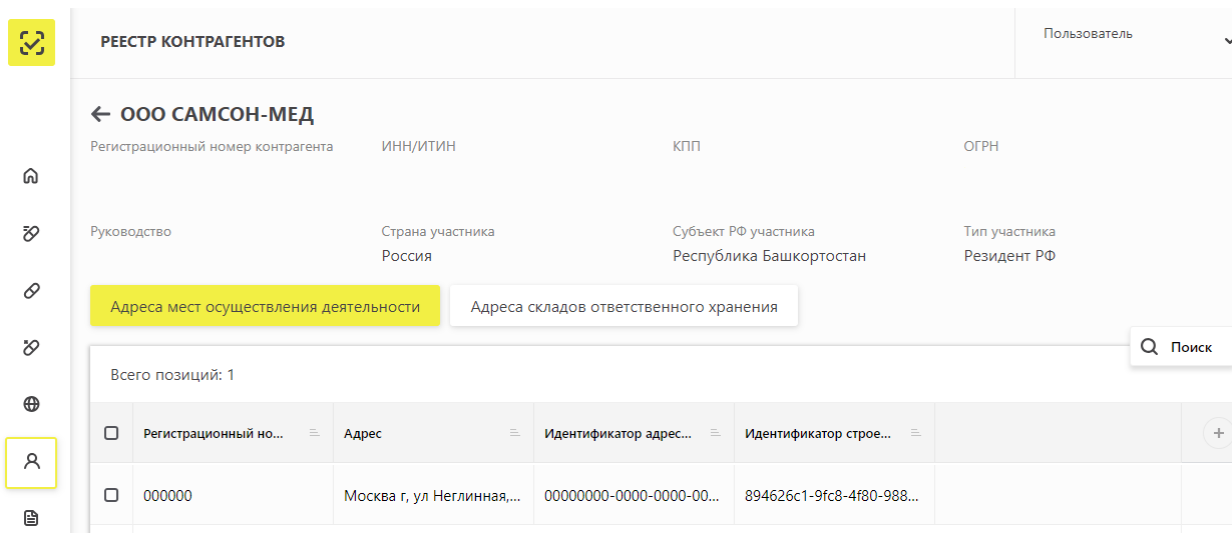 РЕЕСТР КОНТРАГЕНТОВ
Пользователь
ООО САМСОН-МЕД
Регистрационный номер контрагента ИНН/ИТИН КПП ОГРН
Руководство Страна участника Субъект РФ участника Тип участника
Россия Республика Башкортостан Резидент РФ
Адреса мест осуществления деятельности Адреса складов ответственного хранения
Поиск
Всего позиций: 1
Регистрационный но... Адрес Идентификатор адрес... Идентификатор строе...
000000 Москва г, ул Неглинная,... 00000000-0000-0000-00... 894626c1-9fc8-4f80-988...